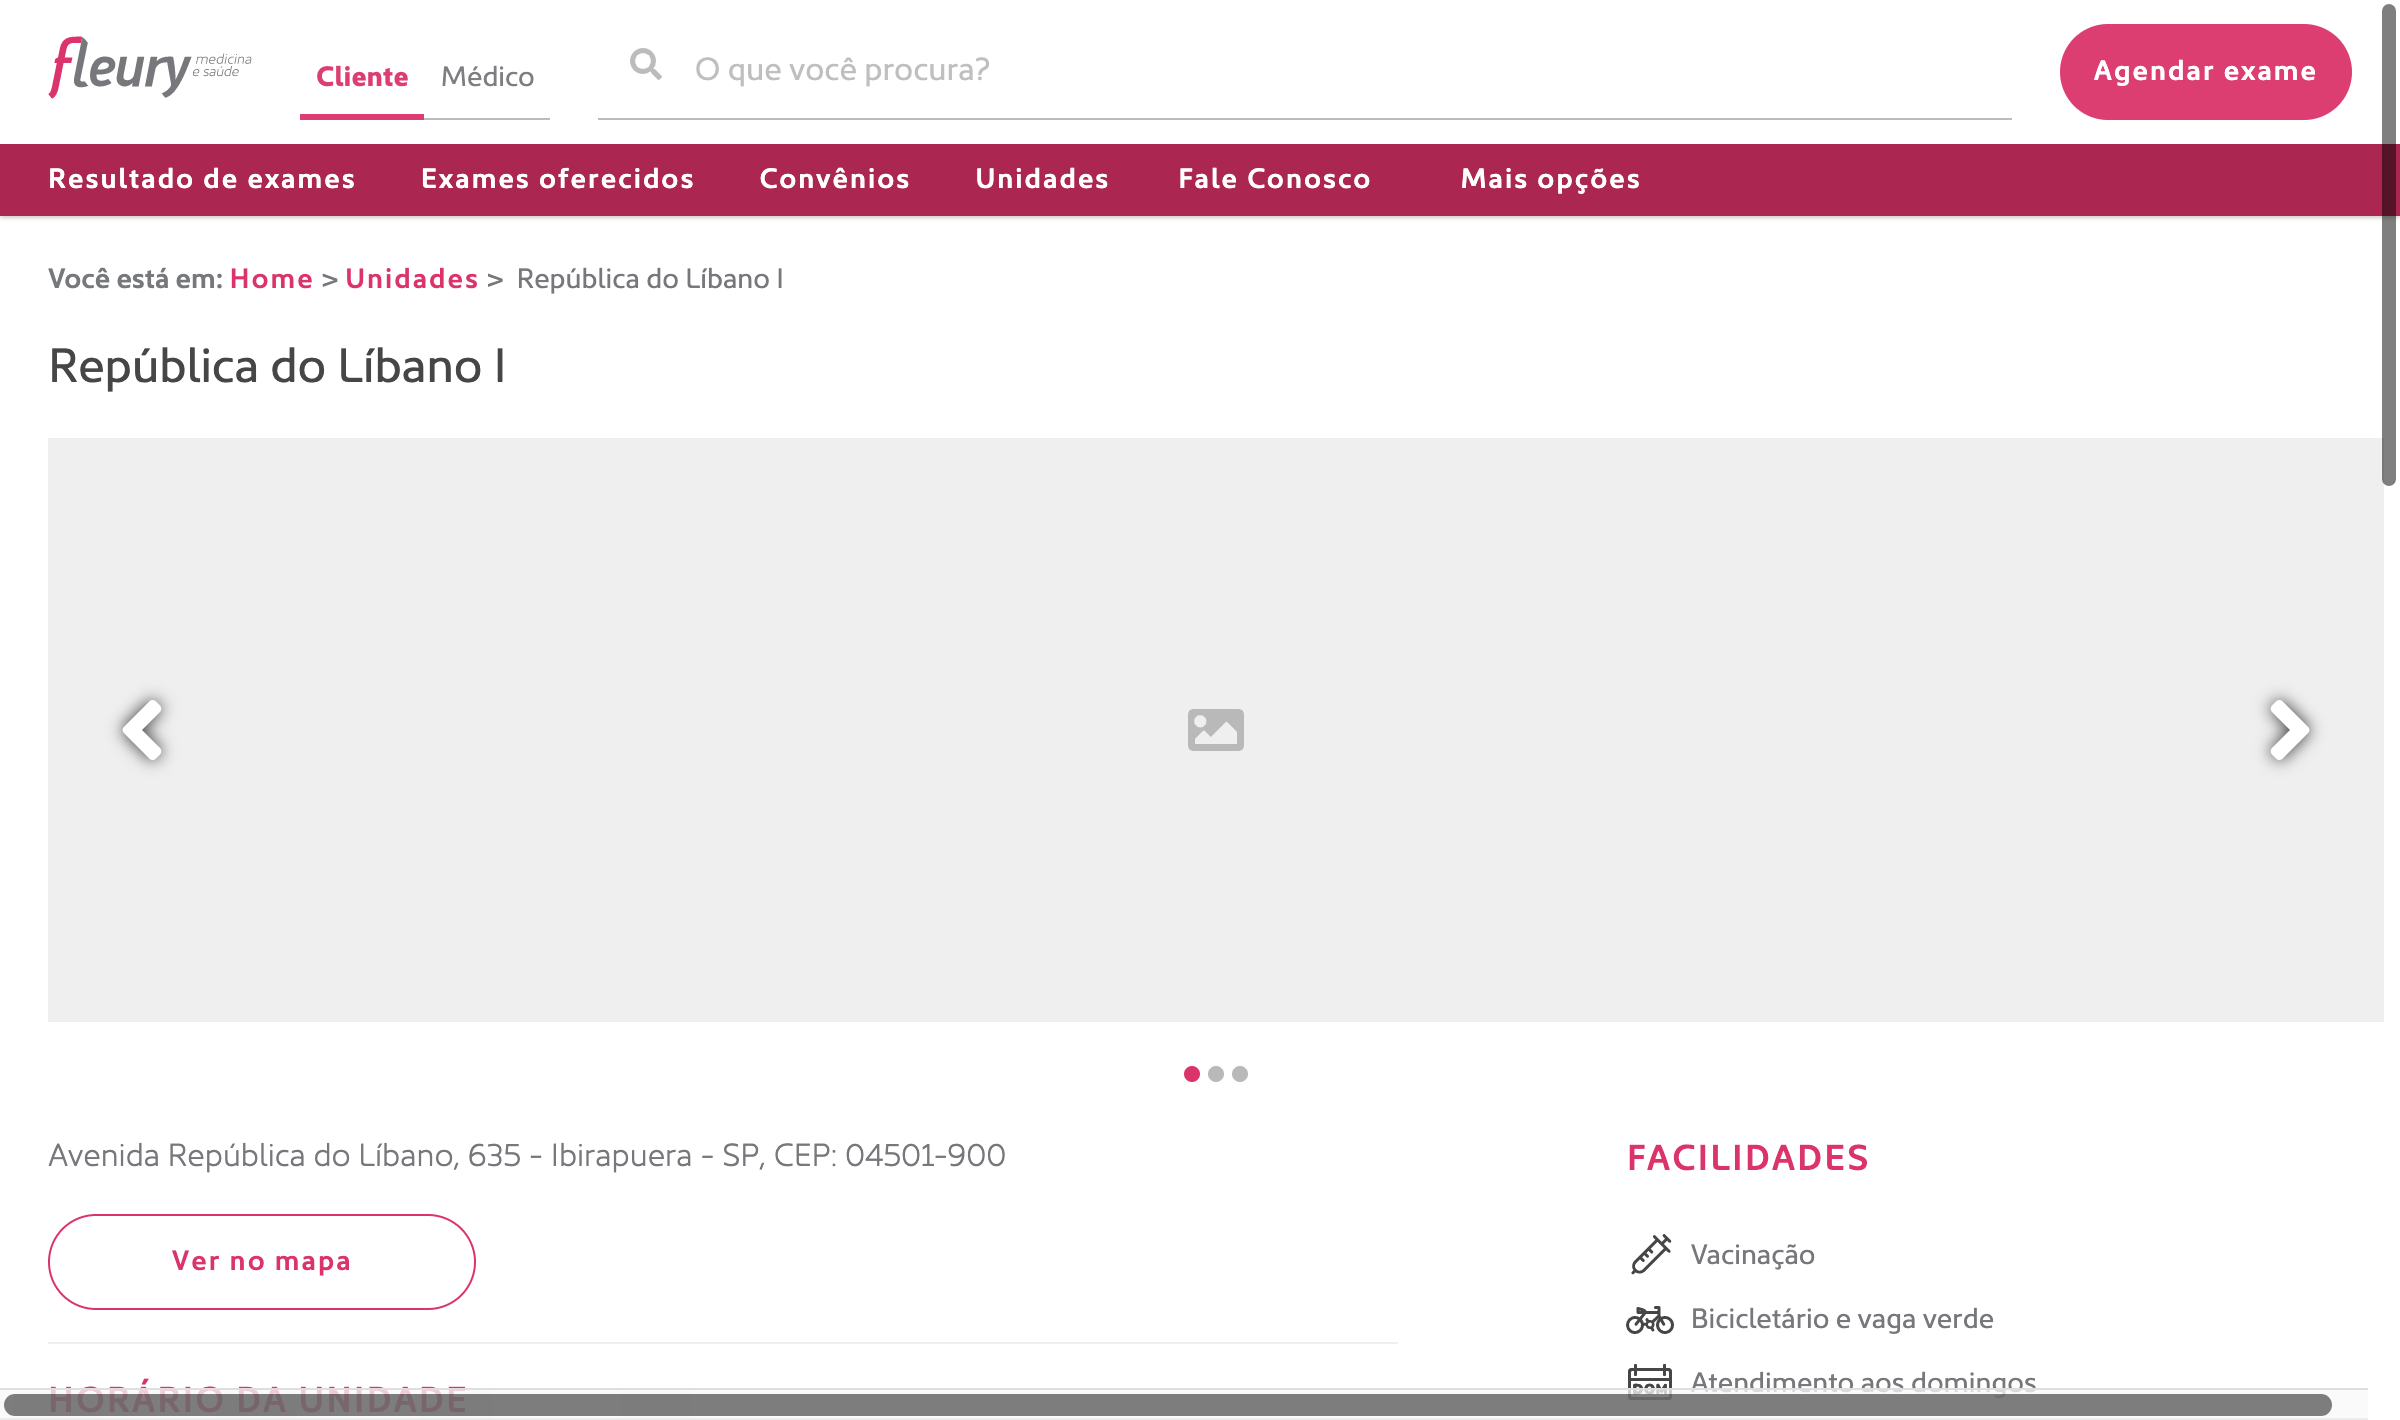 fleury medicina e saúde
Cliente Médico
O que você procura?
Agendar exame
Resultado de exames Exames oferecidos Convênios Unidades Fale Conosco Mais opções
Você está em: Home > Unidades > República do Líbano I
República do Líbano I
Avenida República do Líbano, 635 - Ibirapuera - SP, CEP: 04501-900
Ver no mapa
HORÁRIO DA UNIDADE
FACILIDADES
Vacinação
Bicicletário e vaga verde
DOM Atendimento aos domingos